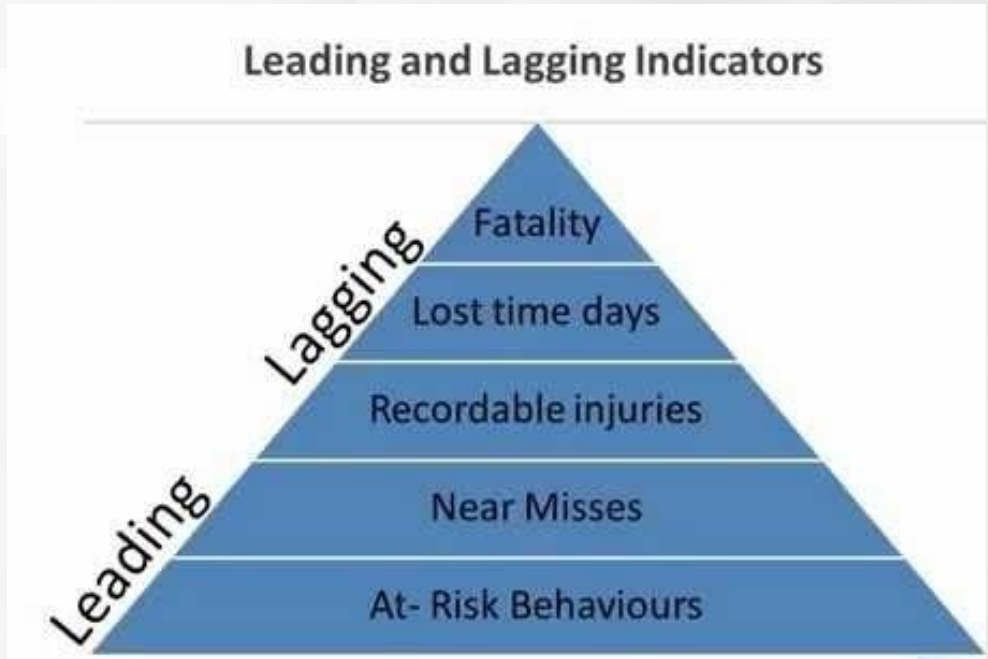 Leading and Lagging Indicators
Fatality
Lagging
Lost time days
Recordable injuries
Near Misses
Leading
At- Risk Behaviours